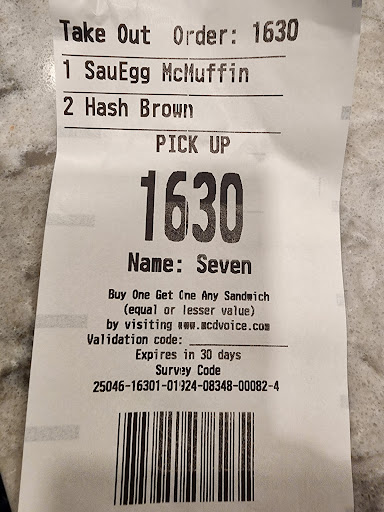 Take Out Order: 1630
1 SauEgg McMuffin
2 Hash Brown
PICK UP
1630
Name: Seven
Buy One Get One Any Sandwich
(equal or lesser value)
by visiting www.mcdvoice.com
Validation code: ______________
Expires in 30 days
Survey Code
25046-16301-01924-08348-00082-4